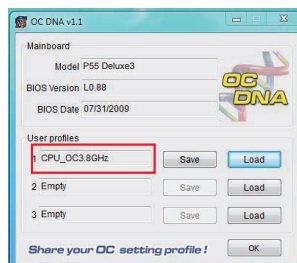 OC DNA v1.1
Mainboard
Model P55 Deluxe3
BIOS Version L0.88
BIOS Date 07/31/2009
OC
DNA
User profiles
1 CPU_OC3.8GHz Save Load
2 Empty Save Load
3 Empty Save Load
Share your OC setting profile ! OK